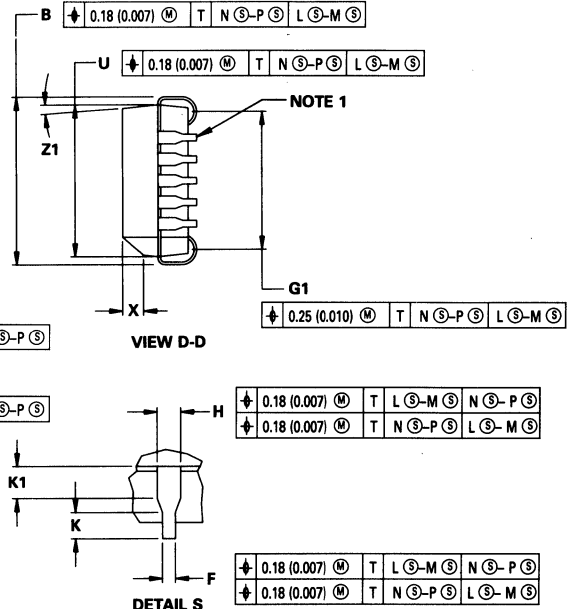 B ⌖ 0.18 (0.007) Ⓜ T N Ⓢ–P Ⓢ L Ⓢ–M Ⓢ
U ⌖ 0.18 (0.007) Ⓜ T N Ⓢ–P Ⓢ L Ⓢ–M Ⓢ
NOTE 1
Z1
G1
X
⌖ 0.25 (0.010) Ⓜ T N Ⓢ–P Ⓢ L Ⓢ–M Ⓢ
Ⓢ–P Ⓢ
VIEW D-D
Ⓢ–P Ⓢ
H
⌖ 0.18 (0.007) Ⓜ T L Ⓢ–M Ⓢ N Ⓢ–P Ⓢ
⌖ 0.18 (0.007) Ⓜ T N Ⓢ–P Ⓢ L Ⓢ–M Ⓢ
K1
K
F
⌖ 0.18 (0.007) Ⓜ T L Ⓢ–M Ⓢ N Ⓢ–P Ⓢ
⌖ 0.18 (0.007) Ⓜ T N Ⓢ–P Ⓢ L Ⓢ–M Ⓢ
DETAIL S